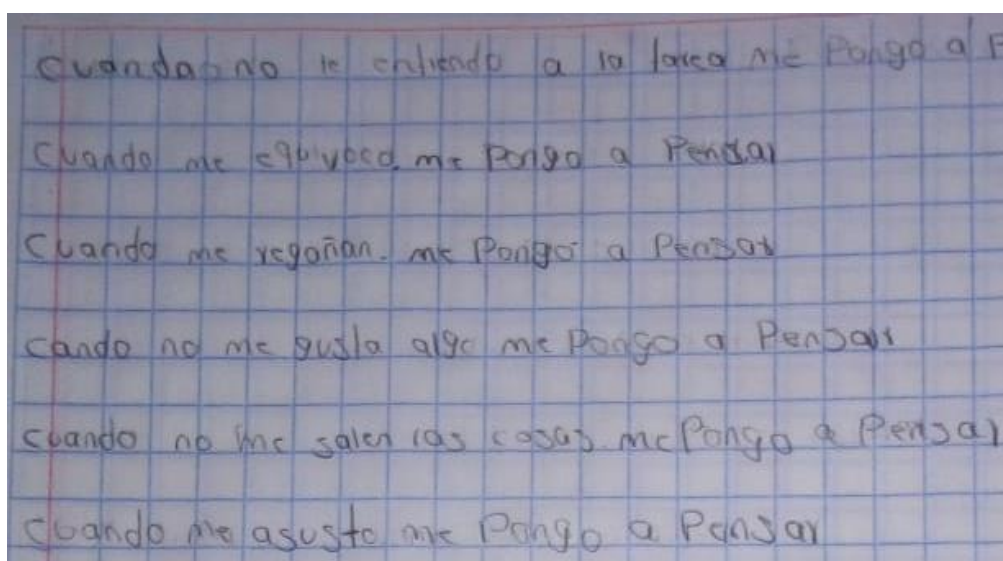 Cuando no le entiendo a la tarea me Pongo a P
Cuando me equivoco. me Pongo a Pensar
Cuando me regañan. me Pongo a Pensar
Cando no me gusta algo me Pongo a Pensar
Cuando no me salen las cosas me Pongo a Pensar
Cuando me asusto me Pongo a Pensar